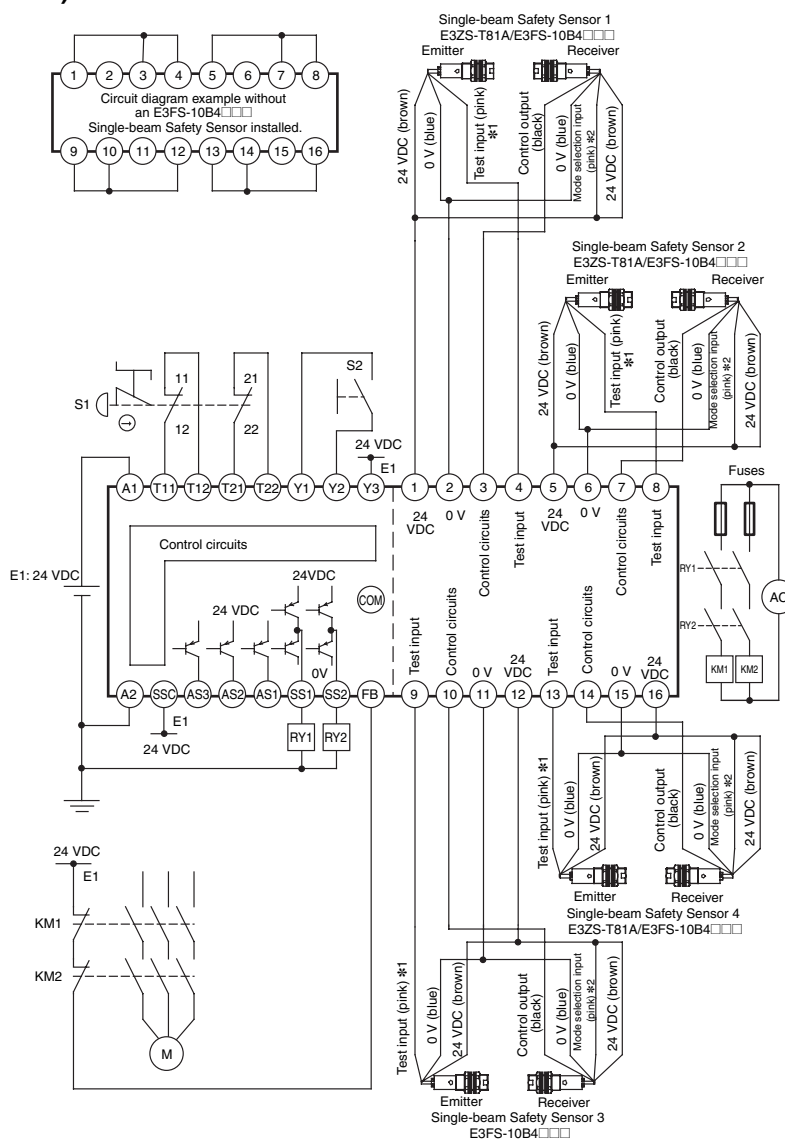 Single-beam Safety Sensor 1
E3ZS-T81A/E3FS-10B4□□□
Emitter
Receiver
1
2
3
4
5
6
7
8
Circuit diagram example without
an E3FS-10B4□□□
Single-beam Safety Sensor installed.
9
10
11
12
13
14
15
16
24 VDC (brown)
0 V (blue)
Test input (pink)
*1
Control output
(black)
0 V (blue)
Mode selection input
(pink) *2
24 VDC (brown)
Single-beam Safety Sensor 2
E3ZS-T81A/E3FS-10B4□□□
Emitter
Receiver
24 VDC (brown)
0 V (blue)
Test input (pink)
*1
Control output
(black)
0 V (blue)
Mode selection input
(pink) *2
24 VDC (brown)
S1
11
12
21
22
S2
24 VDC
E1
A1
T11
T12
T21
T22
Y1
Y2
Y3
1
2
3
4
5
6
7
8
24
VDC
0 V
Control circuits
Test input
24
VDC
0 V
Control circuits
Test input
Fuses
RY1
RY2
KM1
KM2
AC
E1: 24 VDC
Control circuits
24 VDC
24VDC
0V
COM
Test input
Control circuits
0 V
24
VDC
Test input
Control circuits
0 V
24
VDC
A2
SSC
AS3
AS2
AS1
SS1
SS2
FB
9
10
11
12
13
14
15
16
E1
24 VDC
RY1
RY2
Test input (pink) *1
0 V (blue)
24 VDC (brown)
Control output
(black)
0 V (blue)
Mode selection input
(pink) *2
24 VDC (brown)
Emitter
Receiver
Single-beam Safety Sensor 4
E3ZS-T81A/E3FS-10B4□□□
24 VDC
E1
KM1
KM2
M
Test input (pink) *1
0 V (blue)
24 VDC (brown)
Control output
(black)
0 V (blue)
Mode selection input
(pink) *2
24 VDC (brown)
Emitter
Receiver
Single-beam Safety Sensor 3
E3FS-10B4□□□